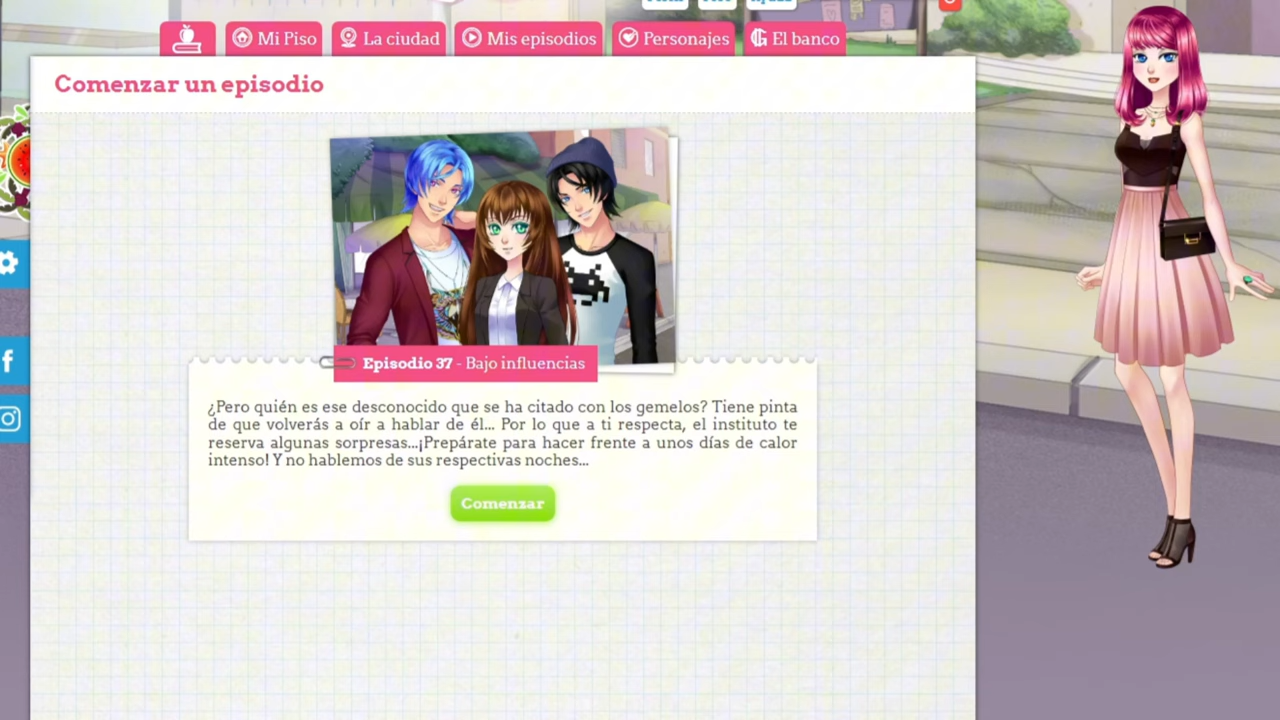 Mi Piso
La ciudad
Mis episodios
Personajes
El banco
Comenzar un episodio
Episodio 37 - Bajo influencias
¿Pero quién es ese desconocido que se ha citado con los gemelos? Tiene pinta
de que volverás a oír a hablar de él... Por lo que a ti respecta, el instituto te
reserva algunas sorpresas...¡Prepárate para hacer frente a unos días de calor
intenso! Y no hablemos de sus respectivas noches...
Comenzar